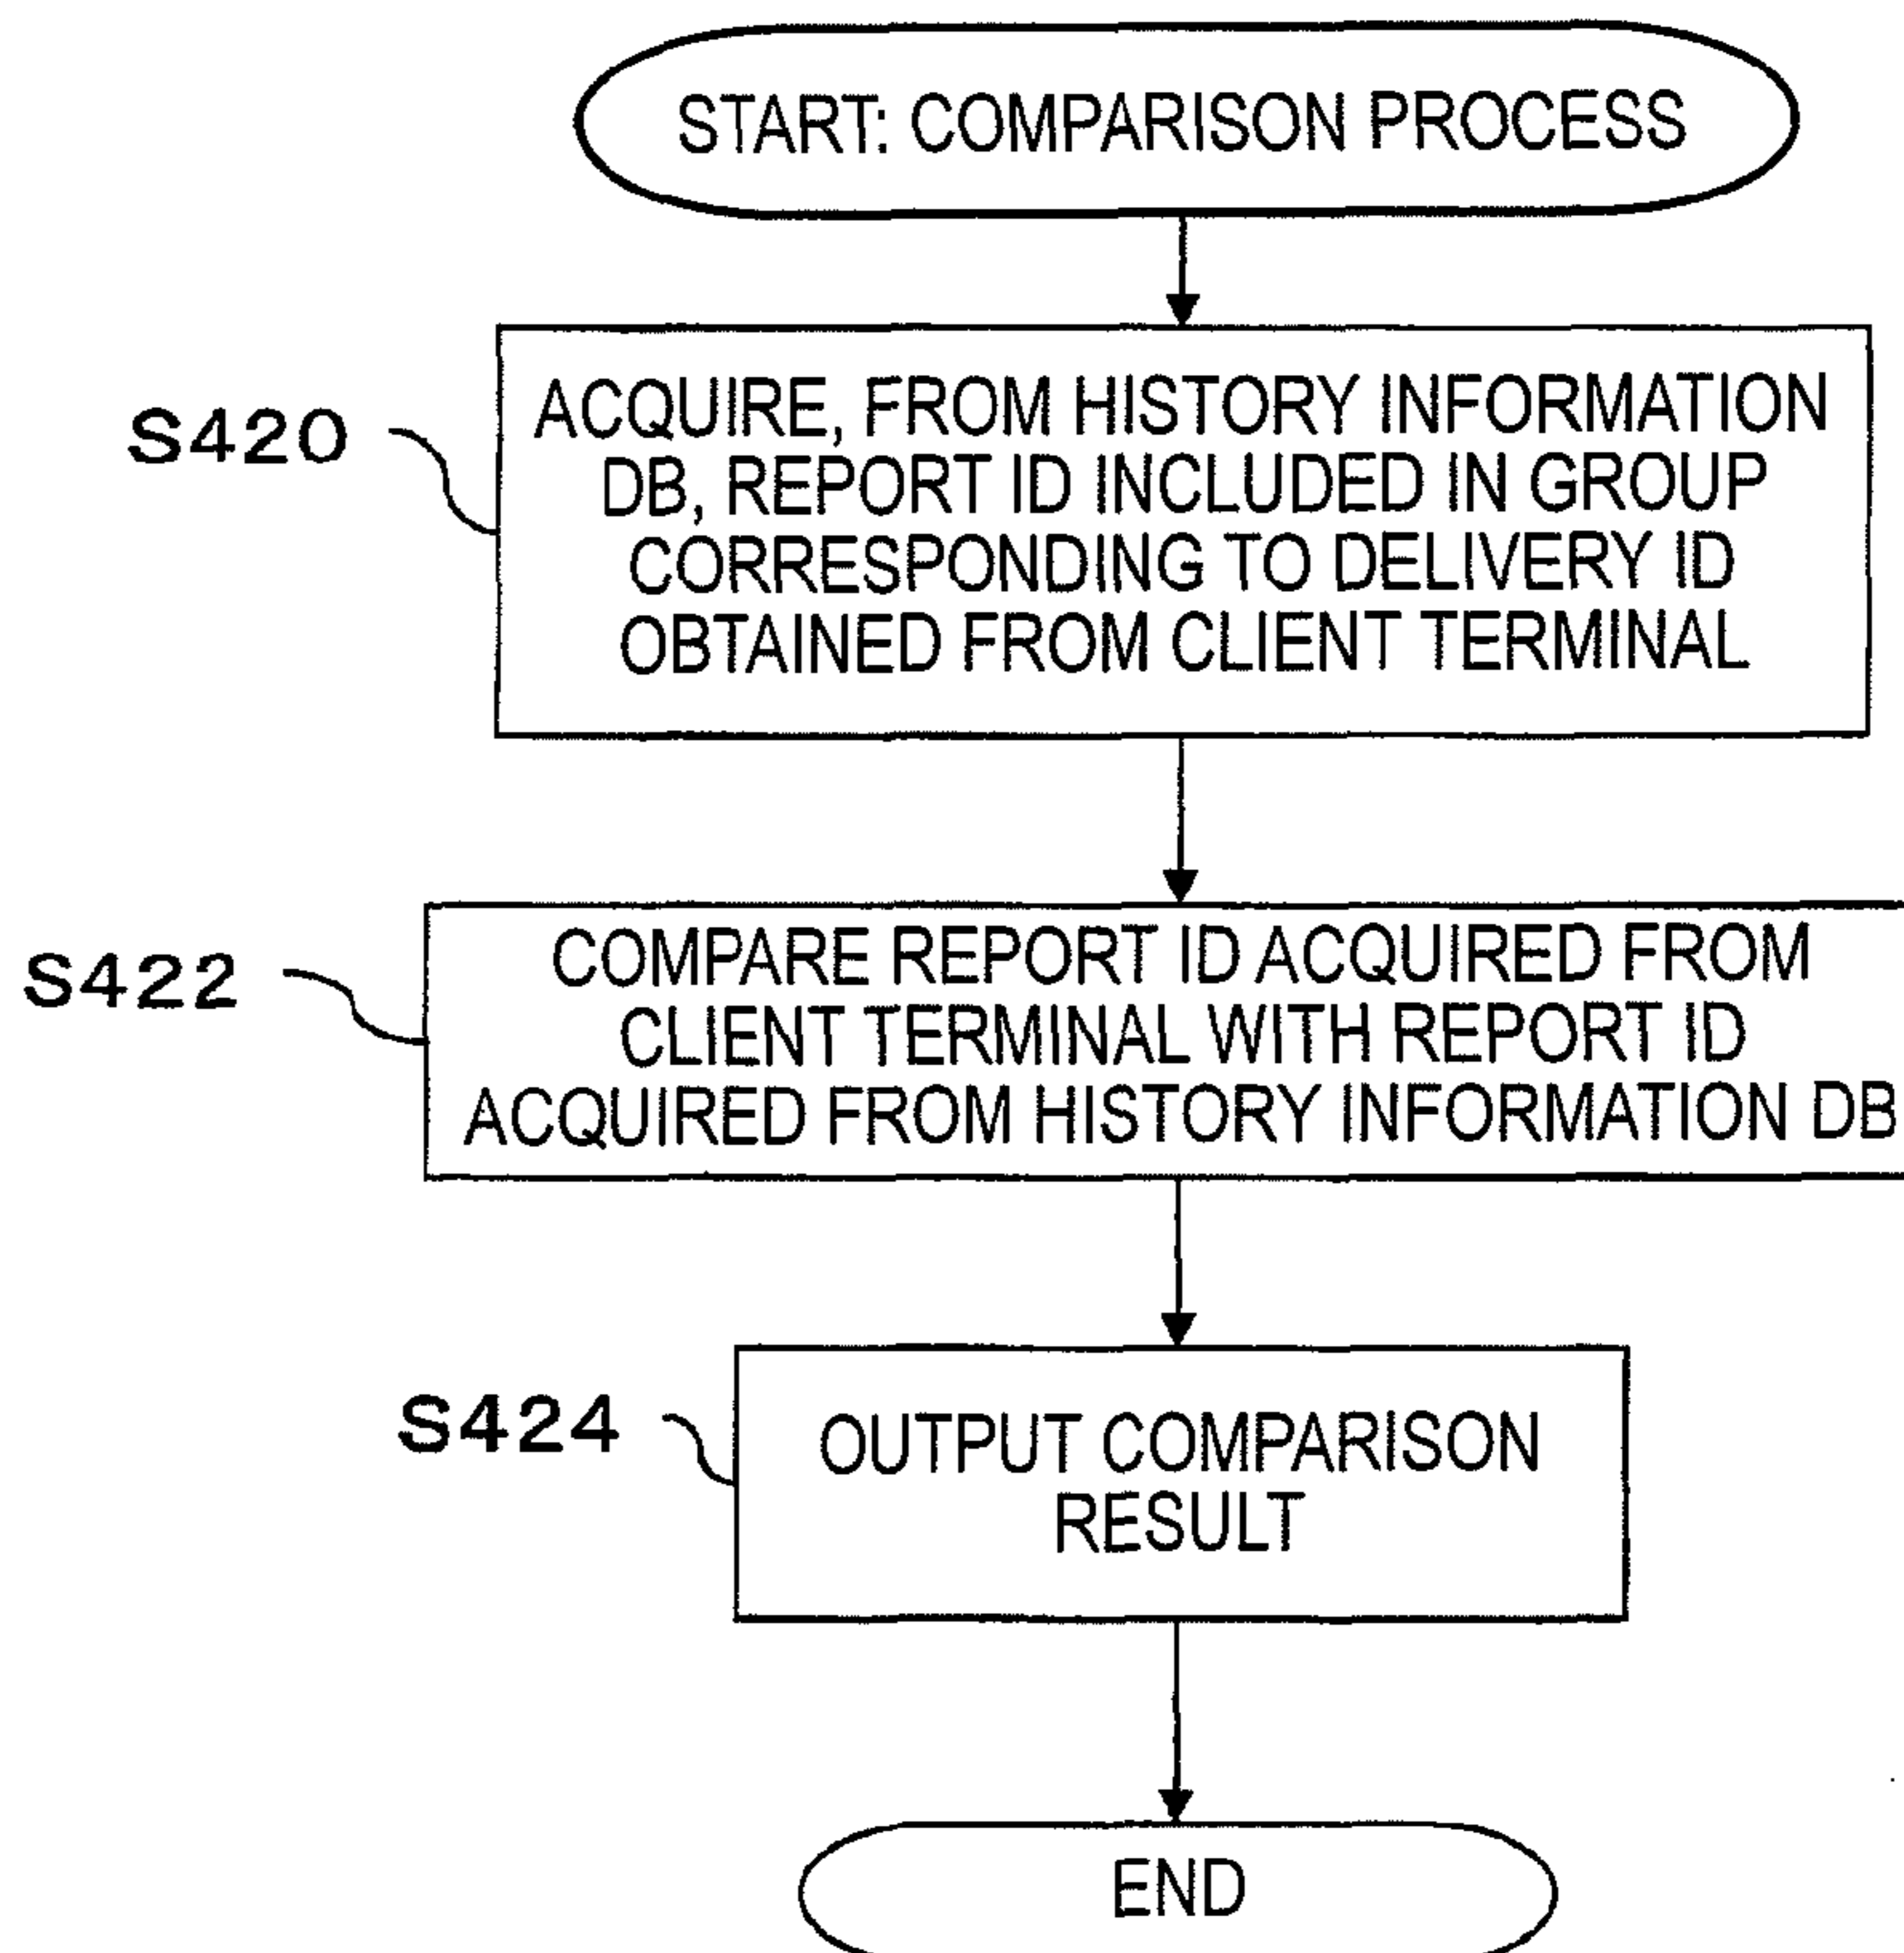 START: COMPARISON PROCESS
S420
ACQUIRE, FROM HISTORY INFORMATION
DB, REPORT ID INCLUDED IN GROUP
CORRESPONDING TO DELIVERY ID
OBTAINED FROM CLIENT TERMINAL
S422
COMPARE REPORT ID ACQUIRED FROM
CLIENT TERMINAL WITH REPORT ID
ACQUIRED FROM HISTORY INFORMATION DB
S424
OUTPUT COMPARISON
RESULT
END